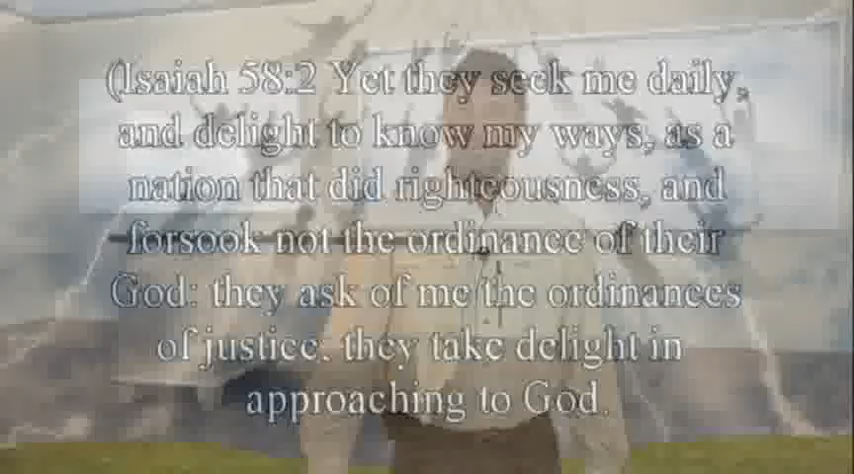 (Isaiah 58:2 Yet they seek me daily,
and delight to know my ways, as a
nation that did righteousness, and
forsook not the ordinance of their
God: they ask of me the ordinances
of justice. they take delight in
approaching to God.